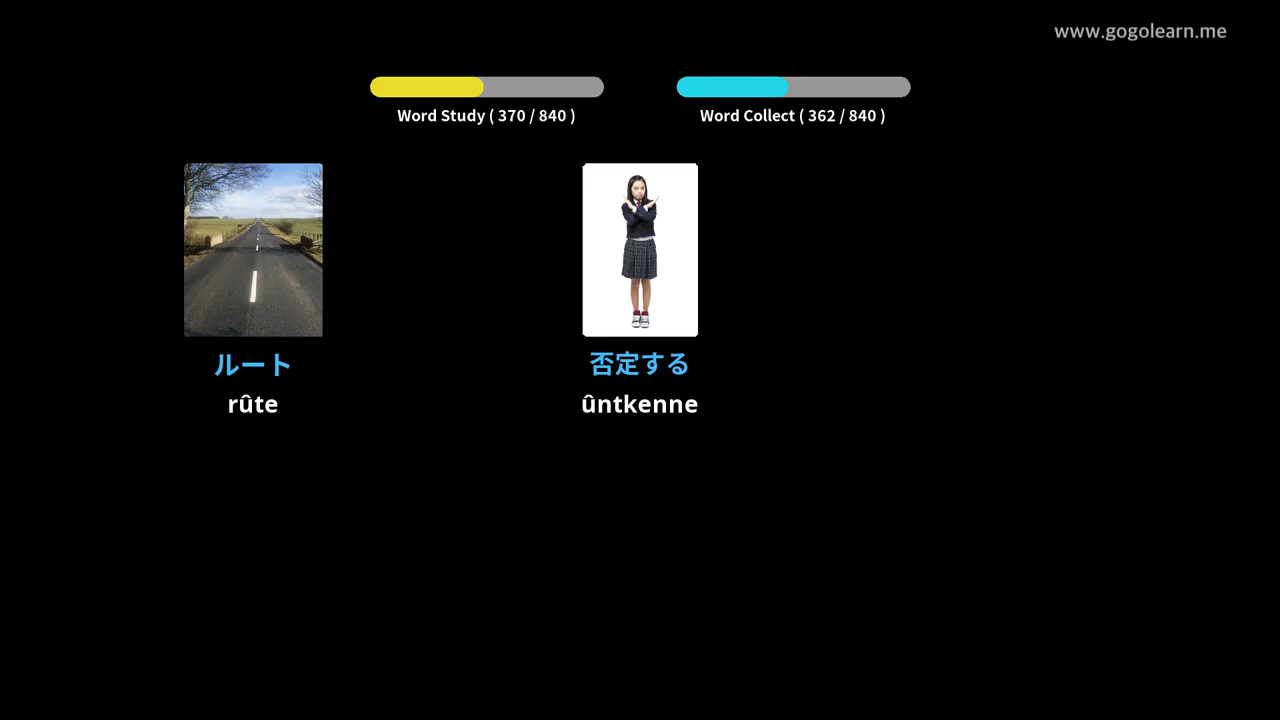 www.gogolearn.me
Word Study ( 370 / 840 )
Word Collect ( 362 / 840 )
ルート
rûte
否定する
ûntkenne